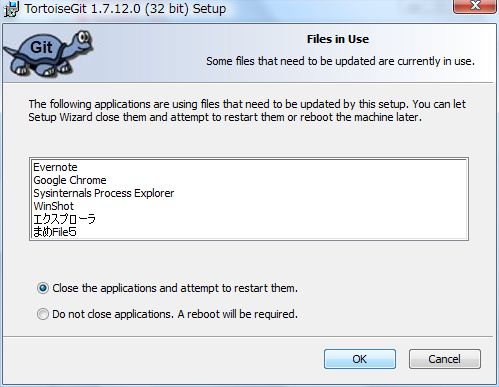 TortoiseGit 1.7.12.0 (32 bit) Setup
Git
Files in Use
Some files that need to be updated are currently in use.
The following applications are using files that need to be updated by this setup. You can let
Setup Wizard close them and attempt to restart them or reboot the machine later.
Evernote
Google Chrome
Sysinternals Process Explorer
WinShot
エクスプローラ
まめFile5
Close the applications and attempt to restart them.
Do not close applications. A reboot will be required.
OK
Cancel